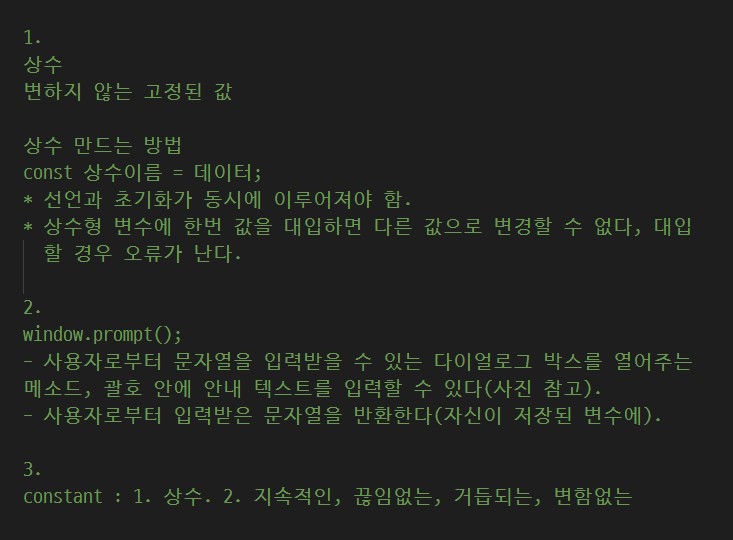 1.
상수
변하지 않는 고정된 값
상수 만드는 방법
const 상수이름 = 데이터;
* 선언과 초기화가 동시에 이루어져야 함.
* 상수형 변수에 한번 값을 대입하면 다른 값으로 변경할 수 없다, 대입
할 경우 오류가 난다.
2.
window.prompt();
- 사용자로부터 문자열을 입력받을 수 있는 다이얼로그 박스를 열어주는
메소드, 괄호 안에 안내 텍스트를 입력할 수 있다(사진 참고).
- 사용자로부터 입력받은 문자열을 반환한다(자신이 저장된 변수에).
3.
constant : 1. 상수. 2. 지속적인, 끊임없는, 거듭되는, 변함없는